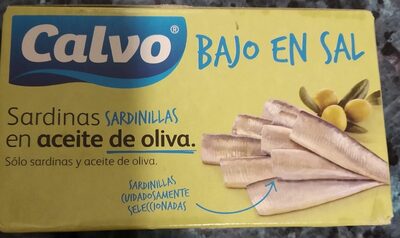 Calvo®
BAJO EN SAL
Sardinas SARDINILLAS
en aceite de oliva.
Sólo sardinas y aceite de oliva.
SARDINILLAS
CUIDADOSAMENTE
SELECCIONADAS